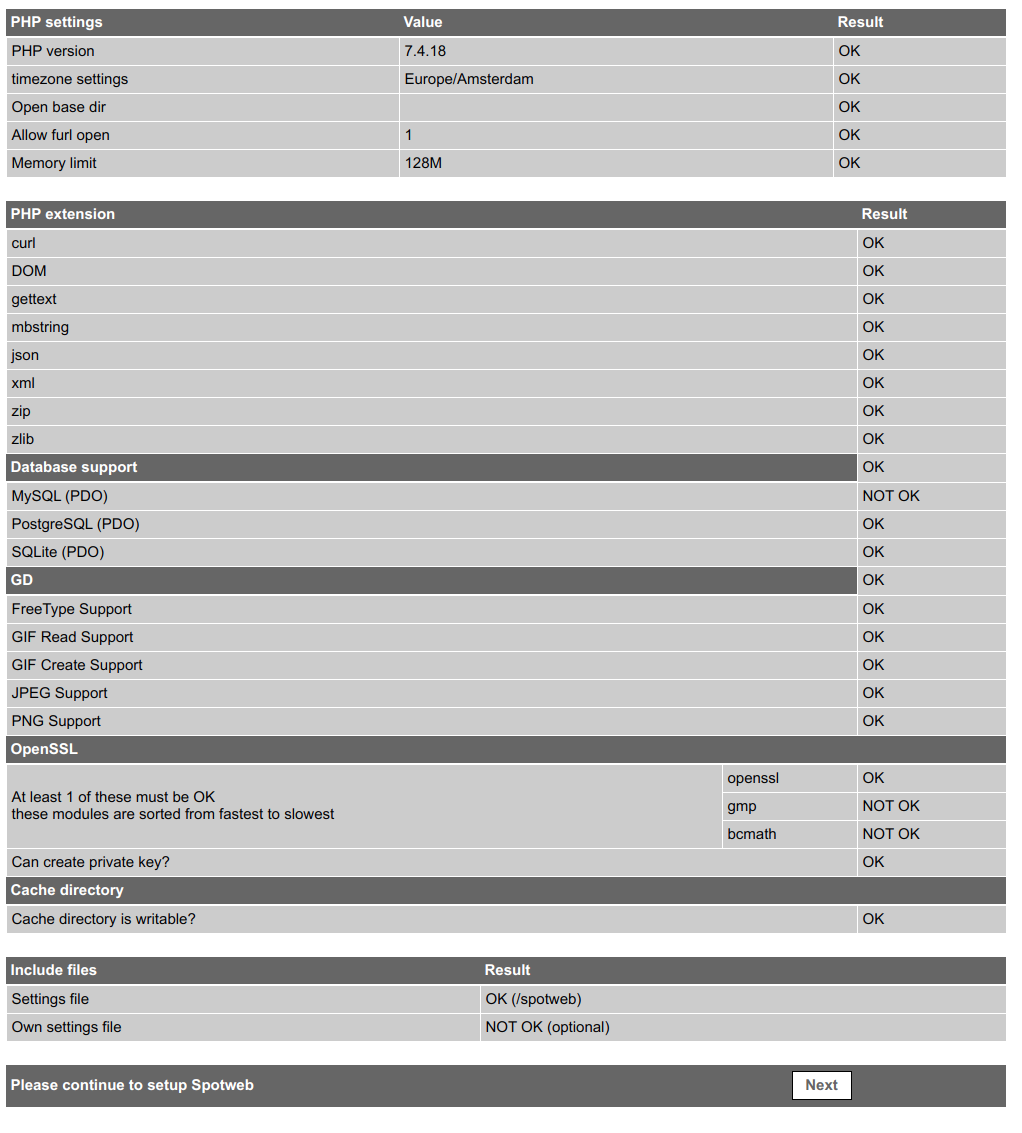 PHP settings Value Result
PHP version 7.4.18 OK
timezone settings Europe/Amsterdam OK
Open base dir OK
Allow furl open 1 OK
Memory limit 128M OK
PHP extension Result
curl OK
DOM OK
gettext OK
mbstring OK
json OK
xml OK
zip OK
zlib OK
Database support OK
MySQL (PDO) NOT OK
PostgreSQL (PDO) OK
SQLite (PDO) OK
GD OK
FreeType Support OK
GIF Read Support OK
GIF Create Support OK
JPEG Support OK
PNG Support OK
OpenSSL
At least 1 of these must be OK
these modules are sorted from fastest to slowest
openssl OK
gmp NOT OK
bcmath NOT OK
Can create private key? OK
Cache directory
Cache directory is writable? OK
Include files Result
Settings file OK (/spotweb)
Own settings file NOT OK (optional)
Please continue to setup Spotweb Next